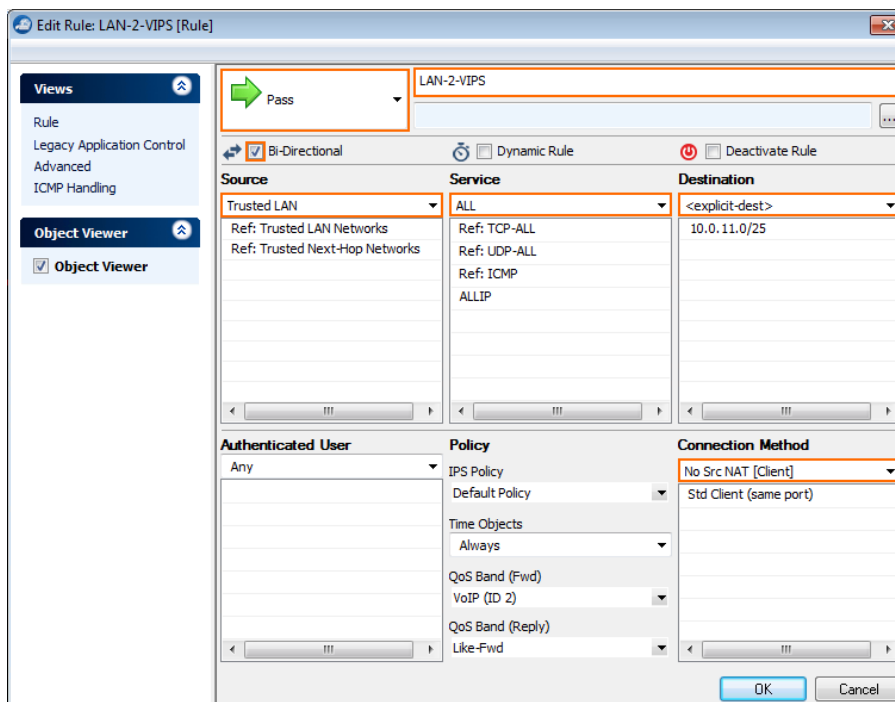 Edit Rule: LAN-2-VIPS [Rule]
Views
Rule
Legacy Application Control
Advanced
ICMP Handling
Object Viewer
Object Viewer
Pass
LAN-2-VIPS
...
Bi-Directional
Dynamic Rule
Deactivate Rule
Source
Service
Destination
Trusted LAN
ALL
<explicit-dest>
Ref: Trusted LAN Networks
Ref: TCP-ALL
10.0.11.0/25
Ref: Trusted Next-Hop Networks
Ref: UDP-ALL
Ref: ICMP
ALLIP
Authenticated User
Policy
Connection Method
Any
IPS Policy
No Src NAT [Client]
Default Policy
Std Client (same port)
Time Objects
Always
QoS Band (Fwd)
VoIP (ID 2)
QoS Band (Reply)
Like-Fwd
OK
Cancel